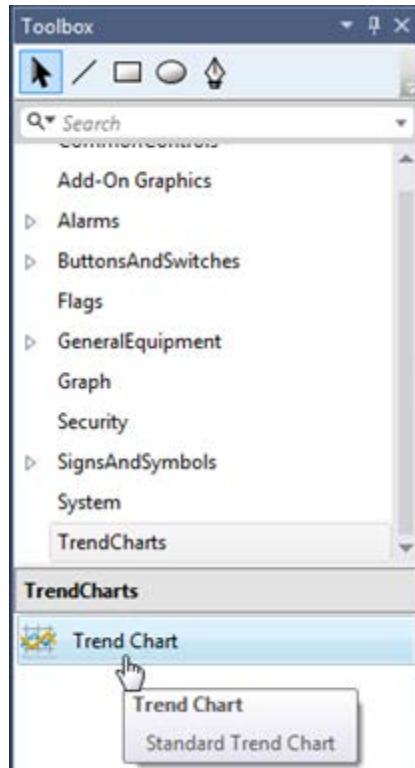 Toolbox
Search
CommonControls
Add-On Graphics
Alarms
ButtonsAndSwitches
Flags
GeneralEquipment
Graph
Security
SignsAndSymbols
System
TrendCharts
TrendCharts
Trend Chart
Trend Chart
Standard Trend Chart